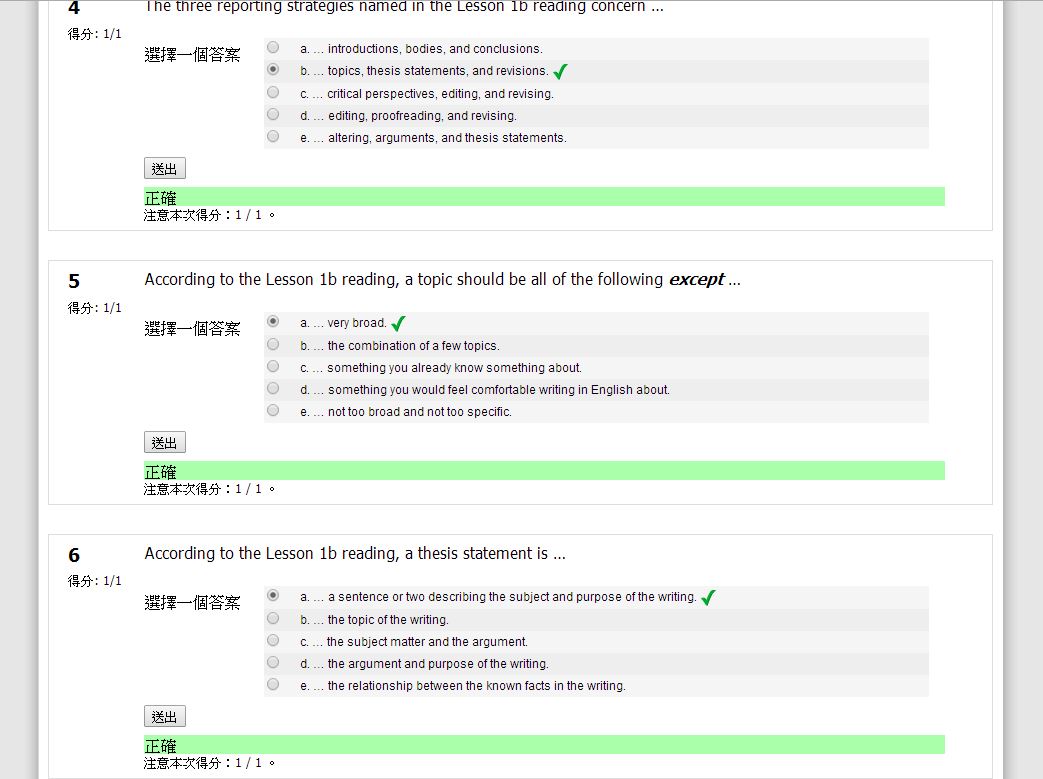 4
The three reporting strategies named in the Lesson 1b reading concern ...
得分: 1/1
選擇一個答案
a. ... introductions, bodies, and conclusions.
b. ... topics, thesis statements, and revisions.
c. ... critical perspectives, editing, and revising.
d. ... editing, proofreading, and revising.
e. ... altering, arguments, and thesis statements.
送出
正確
注意本次得分：1 / 1 。
5
According to the Lesson 1b reading, a topic should be all of the following except ...
得分: 1/1
選擇一個答案
a. ... very broad.
b. ... the combination of a few topics.
c. ... something you already know something about.
d. ... something you would feel comfortable writing in English about.
e. ... not too broad and not too specific.
送出
正確
注意本次得分：1 / 1 。
6
According to the Lesson 1b reading, a thesis statement is ...
得分: 1/1
選擇一個答案
a. ... a sentence or two describing the subject and purpose of the writing.
b. ... the topic of the writing.
c. ... the subject matter and the argument.
d. ... the argument and purpose of the writing.
e. ... the relationship between the known facts in the writing.
送出
正確
注意本次得分：1 / 1 。